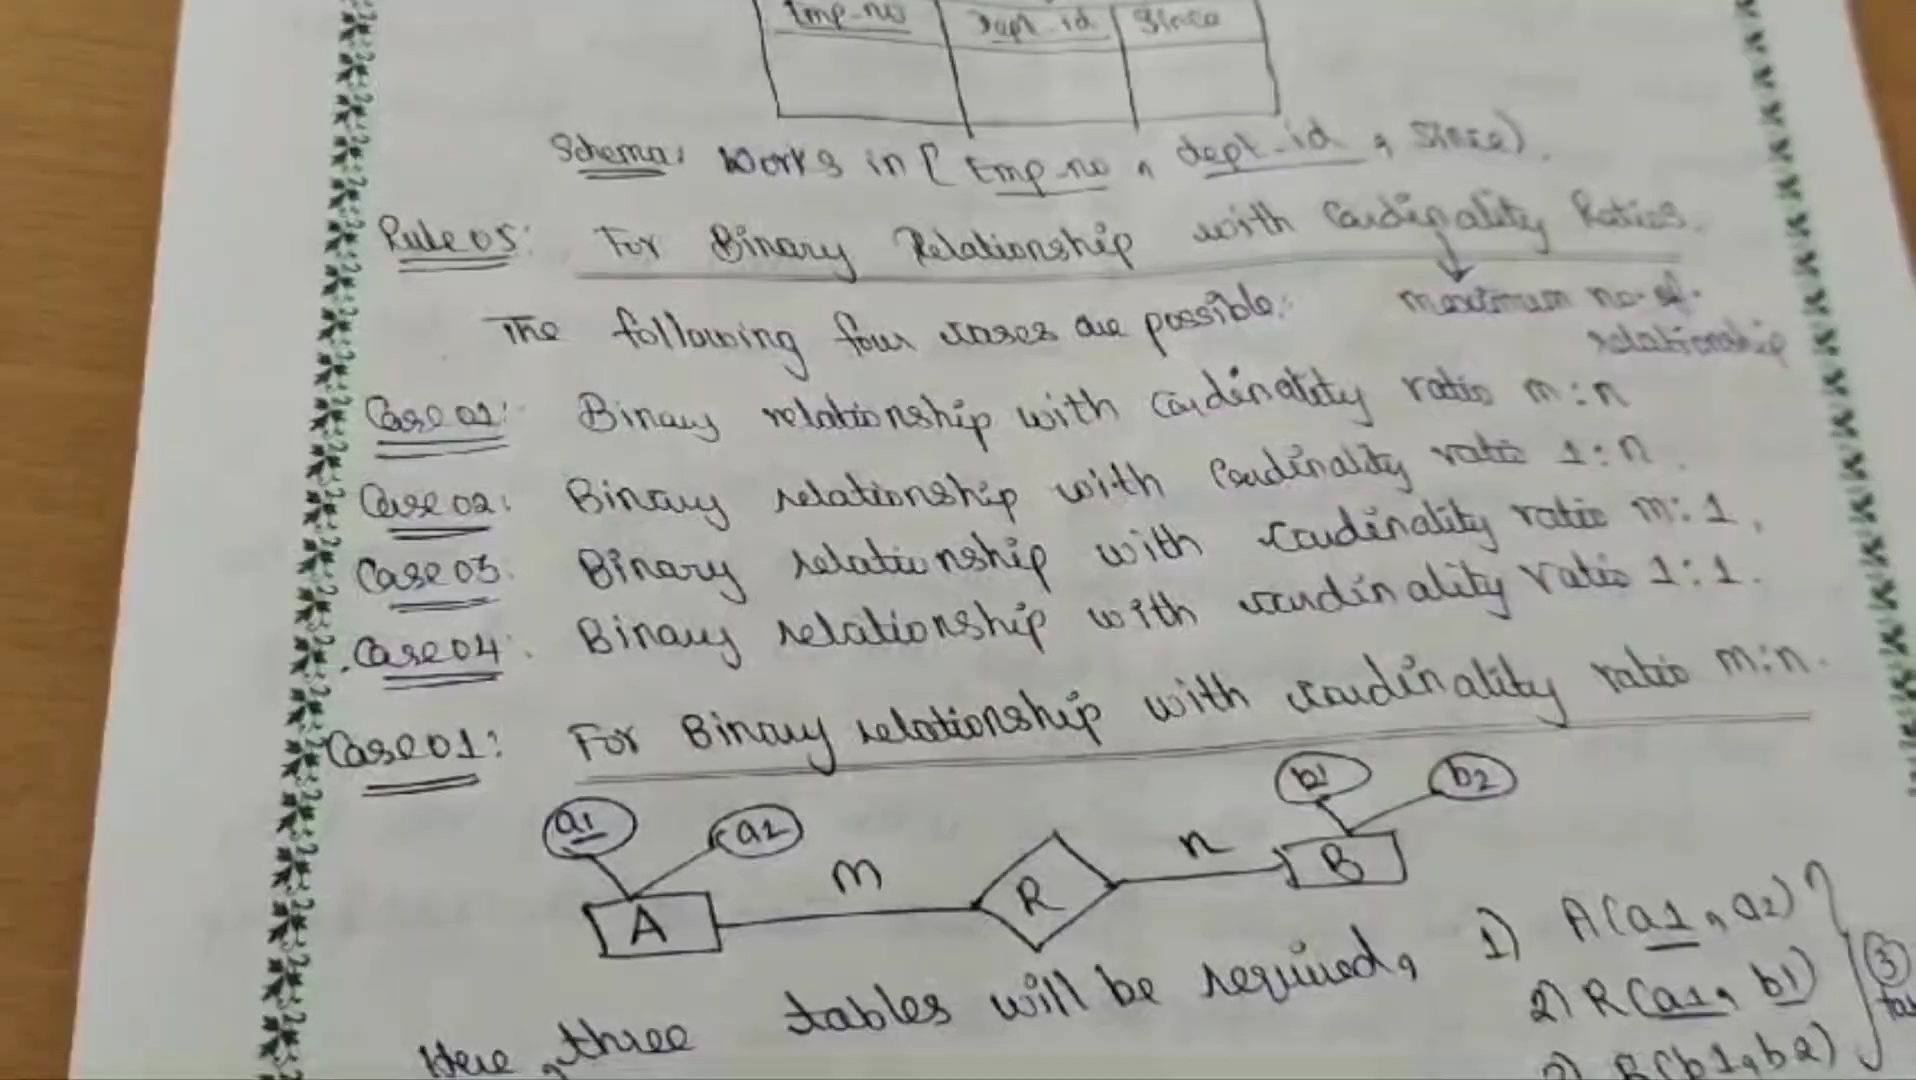 Emp-no Dept-id Since
Schema: Works in [Emp-no, dept-id, Since).
Rule 05: For Binary Relationship with Cardinality Ratios.
maximum no. of. relationship
The following four cases are possible:
Case 01: Binary relationship with Cardinality ratio m:n
Case 02: Binary relationship with Cardinality ratio 1:n.
Case 03: Binary relationship with cardinality ratio m:1.
Case 04: Binary relationship with cardinality ratio 1:1.
Case 01: For Binary relationship with cardinality ratio m:n.
a1 a2 b1 b2
A m R n B
Here, three tables will be required, 1) A(a1, a2)
2) R(a1, b1)
B(b1, b2)
3